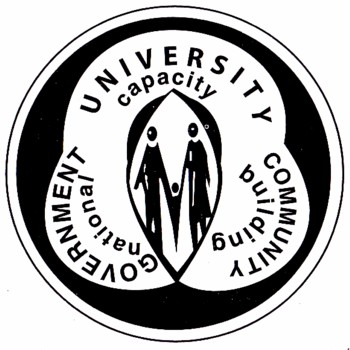 UNIVERSITY
capacity
GOVERNMENT
national
COMMUNITY
building